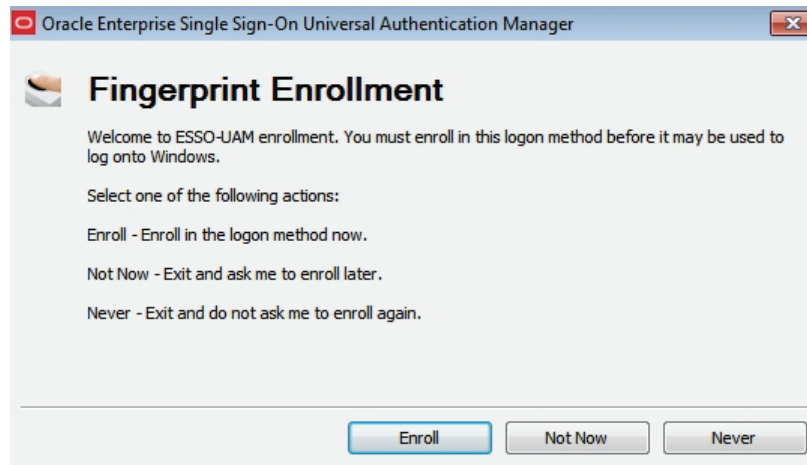 Oracle Enterprise Single Sign-On Universal Authentication Manager
Fingerprint Enrollment
Welcome to ESSO-UAM enrollment. You must enroll in this logon method before it may be used to
log onto Windows.
Select one of the following actions:
Enroll - Enroll in the logon method now.
Not Now - Exit and ask me to enroll later.
Never - Exit and do not ask me to enroll again.
Enroll Not Now Never